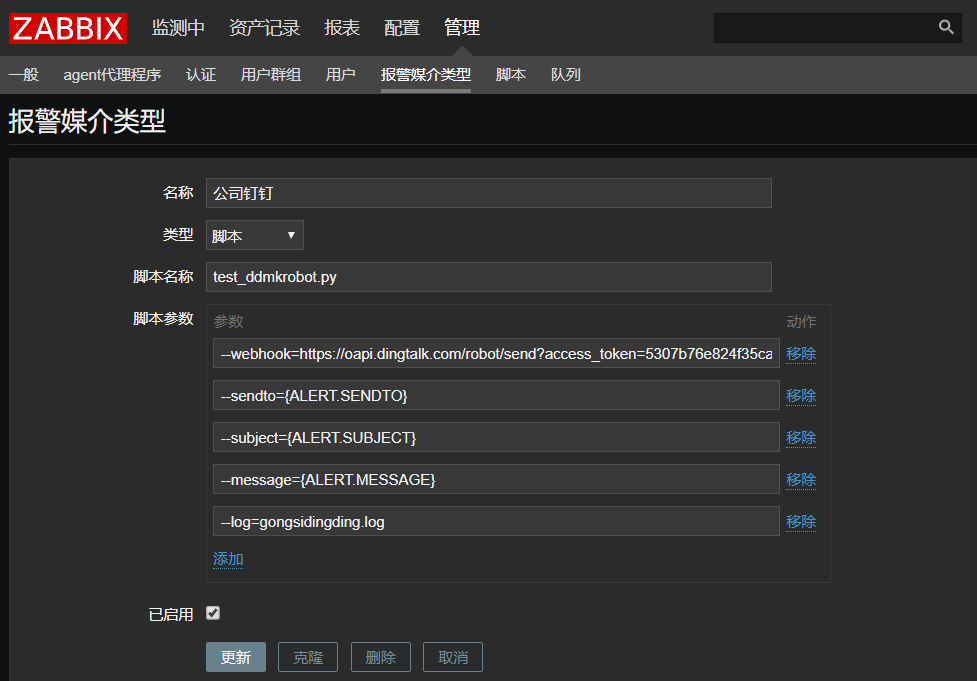 ZABBIX 监测中 资产记录 报表 配置 管理
一般 agent代理程序 认证 用户群组 用户 报警媒介类型 脚本 队列
报警媒介类型
名称 公司钉钉
类型 脚本
脚本名称 test_ddmkrobot.py
脚本参数 参数 动作
--webhook=https://oapi.dingtalk.com/robot/send?access_token=5307b76e824f35ca 移除
--sendto={ALERT.SENDTO} 移除
--subject={ALERT.SUBJECT} 移除
--message={ALERT.MESSAGE} 移除
--log=gongsidingding.log 移除
添加
已启用
更新 克隆 删除 取消